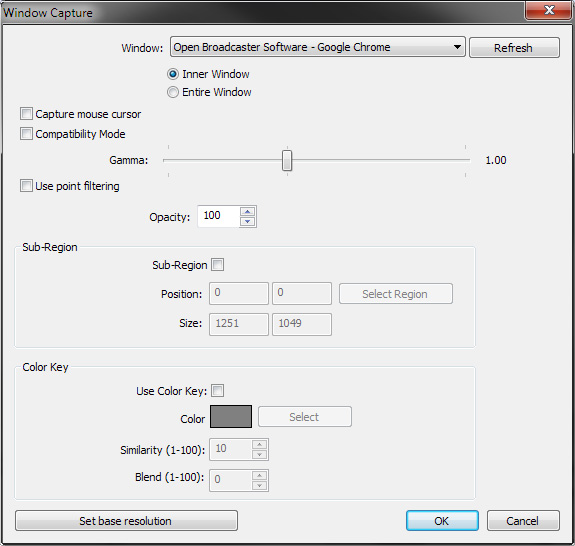 Window Capture
Window: Open Broadcaster Software - Google Chrome Refresh
Inner Window
Entire Window
Capture mouse cursor
Compatibility Mode
Gamma: 1.00
Use point filtering
Opacity: 100
Sub-Region
Sub-Region
Position: 0 0 Select Region
Size: 1251 1049
Color Key
Use Color Key:
Color Select
Similarity (1-100): 10
Blend (1-100): 0
Set base resolution OK Cancel